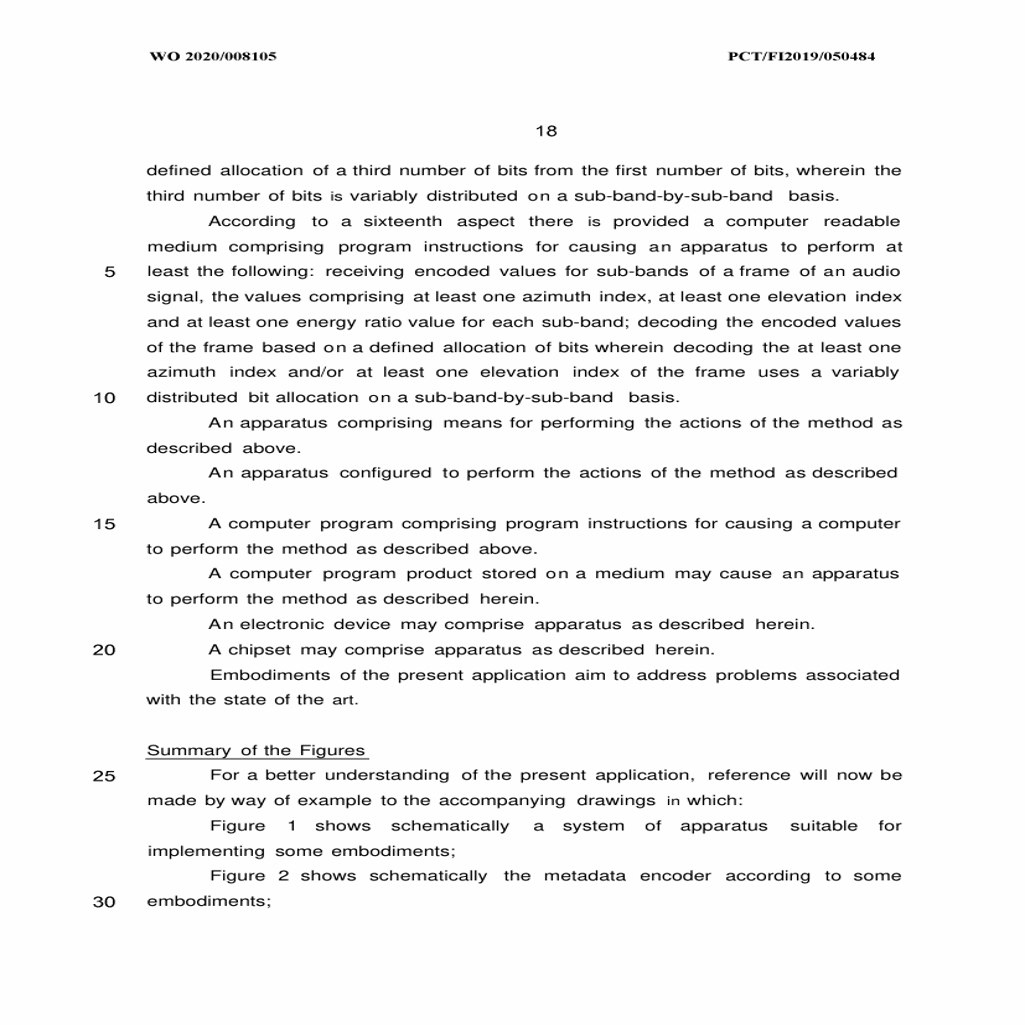 WO 2020/008105 PCT/FI2019/050484
18
defined allocation of a third number of bits from the first number of bits, wherein the
third number of bits is variably distributed on a sub-band-by-sub-band basis.
According to a sixteenth aspect there is provided a computer readable
medium comprising program instructions for causing an apparatus to perform at
5 least the following: receiving encoded values for sub-bands of a frame of an audio
signal, the values comprising at least one azimuth index, at least one elevation index
and at least one energy ratio value for each sub-band; decoding the encoded values
of the frame based on a defined allocation of bits wherein decoding the at least one
azimuth index and/or at least one elevation index of the frame uses a variably
10 distributed bit allocation on a sub-band-by-sub-band basis.
An apparatus comprising means for performing the actions of the method as
described above.
An apparatus configured to perform the actions of the method as described
above.
15 A computer program comprising program instructions for causing a computer
to perform the method as described above.
A computer program product stored on a medium may cause an apparatus
to perform the method as described herein.
An electronic device may comprise apparatus as described herein.
20 A chipset may comprise apparatus as described herein.
Embodiments of the present application aim to address problems associated
with the state of the art.
Summary of the Figures
25 For a better understanding of the present application, reference will now be
made by way of example to the accompanying drawings in which:
Figure 1 shows schematically a system of apparatus suitable for
implementing some embodiments;
Figure 2 shows schematically the metadata encoder according to some
30 embodiments;